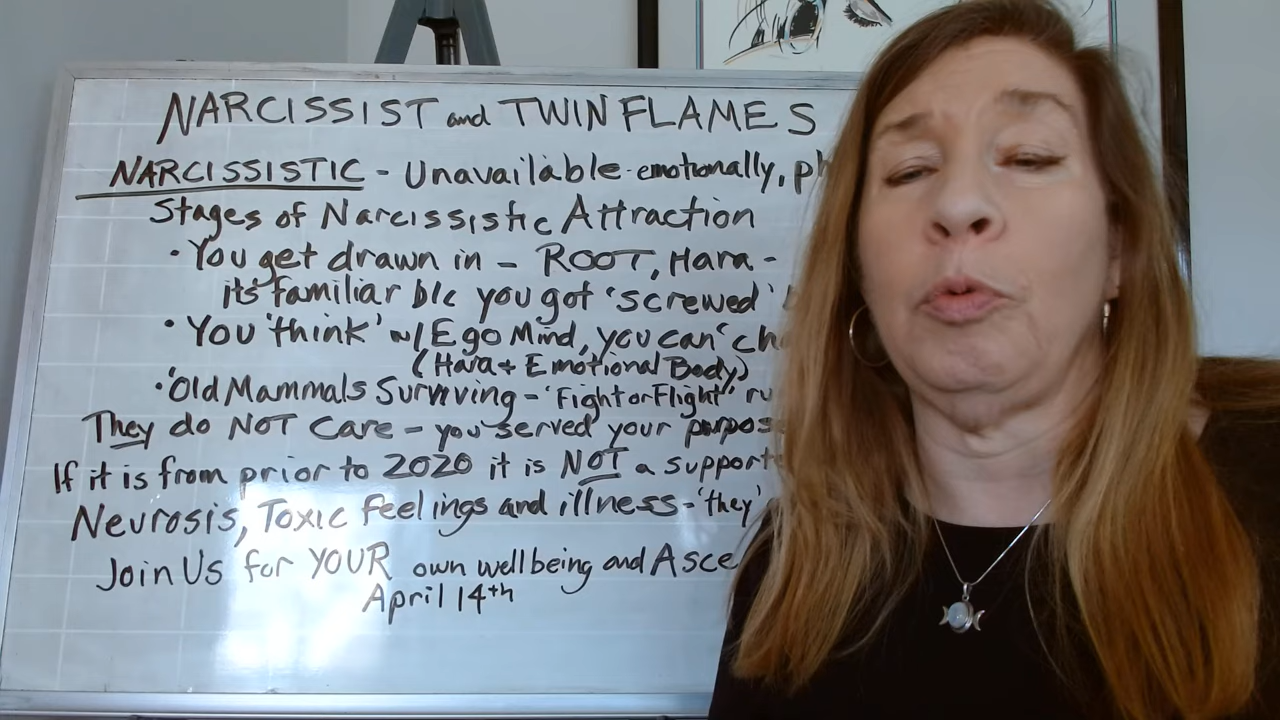 NARCISSIST and TWIN FLAMES
NARCISSISTIC - Unavailable - emotionally,
Stages of Narcissistic Attraction
• You get drawn in - ROOT, Hara -
it's familiar b/c you got 'screwed'
• You 'think' w/ Ego Mind, you can
(Hara + Emotional Body)
• 'Old Mammals Surviving - 'Fight or Flight"
They do NOT Care - you served your
If it is from prior to 2020 it is NOT a
Neurosis, Toxic Feelings and illness - 'they'
Join Us for YOUR own wellbeing and
April 14th